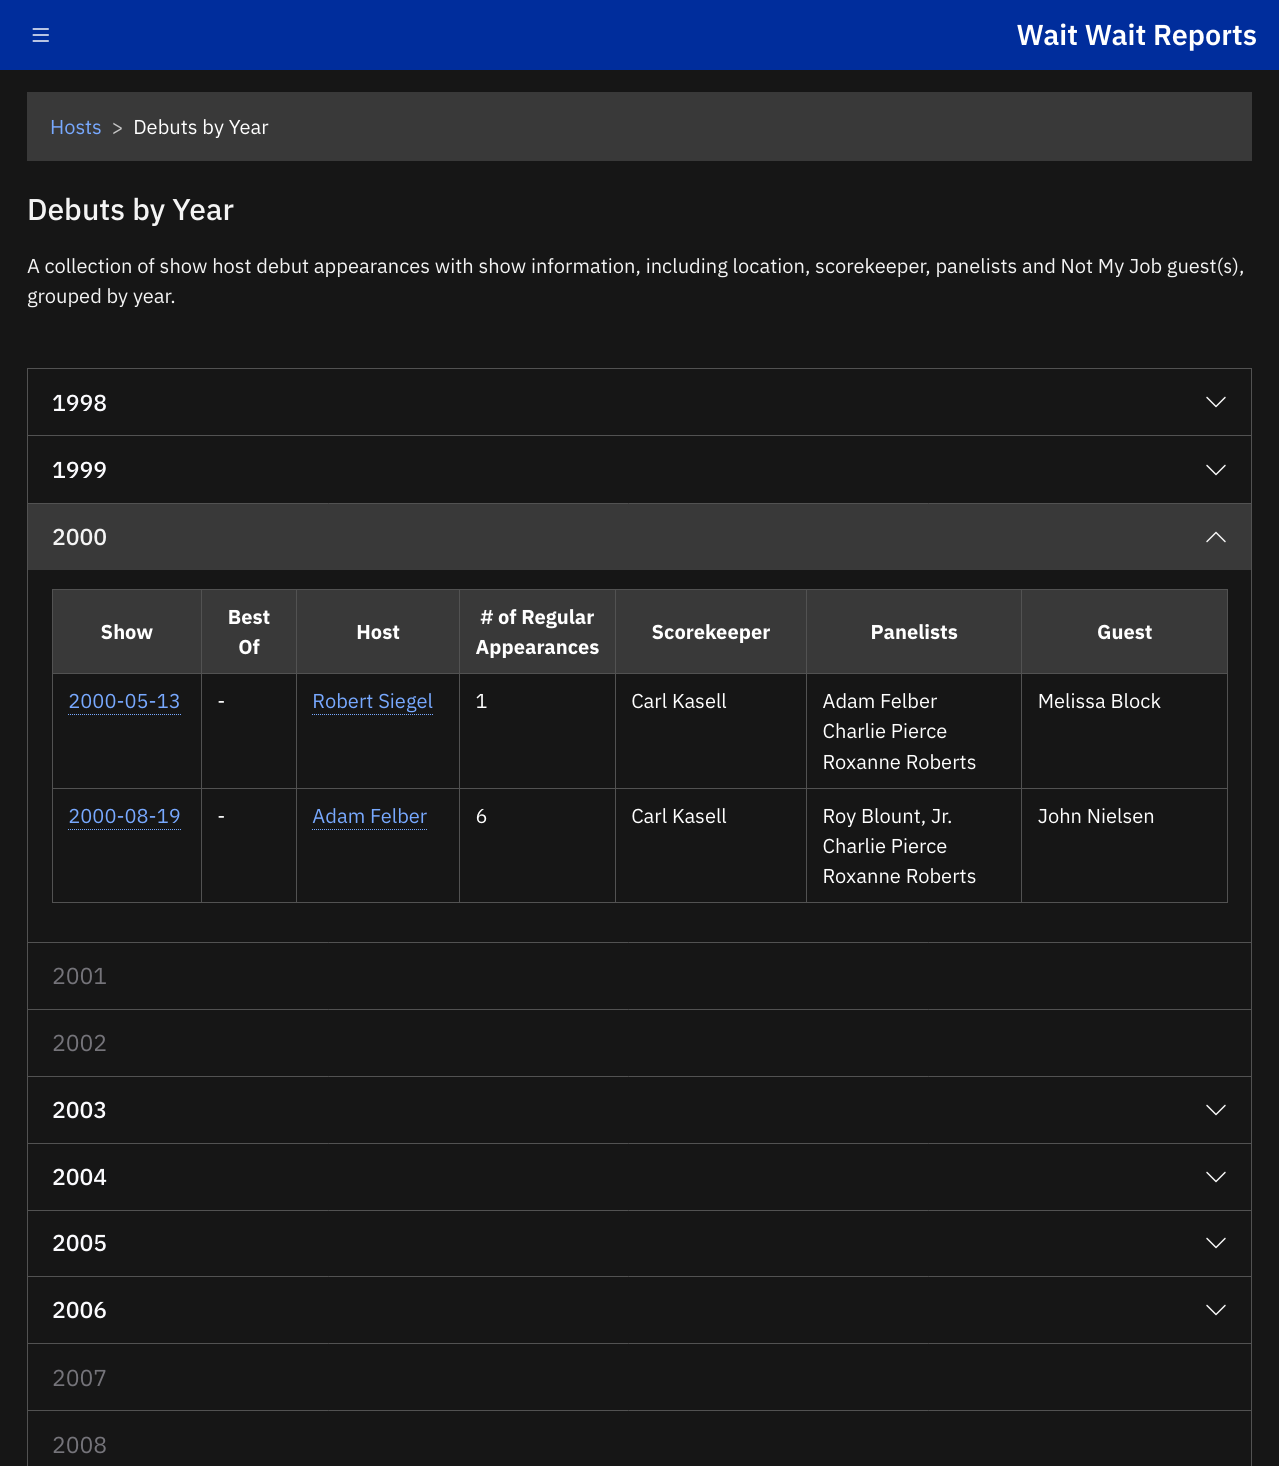 Wait Wait Reports
Hosts > Debuts by Year
Debuts by Year
A collection of show host debut appearances with show information, including location, scorekeeper, panelists and Not My Job guest(s),
grouped by year.
1998
1999
2000
Show Best Of Host # of Regular Appearances Scorekeeper Panelists Guest
2000-05-13 - Robert Siegel 1 Carl Kasell Adam Felber Melissa Block
Charlie Pierce
Roxanne Roberts
2000-08-19 - Adam Felber 6 Carl Kasell Roy Blount, Jr. John Nielsen
Charlie Pierce
Roxanne Roberts
2001
2002
2003
2004
2005
2006
2007
2008